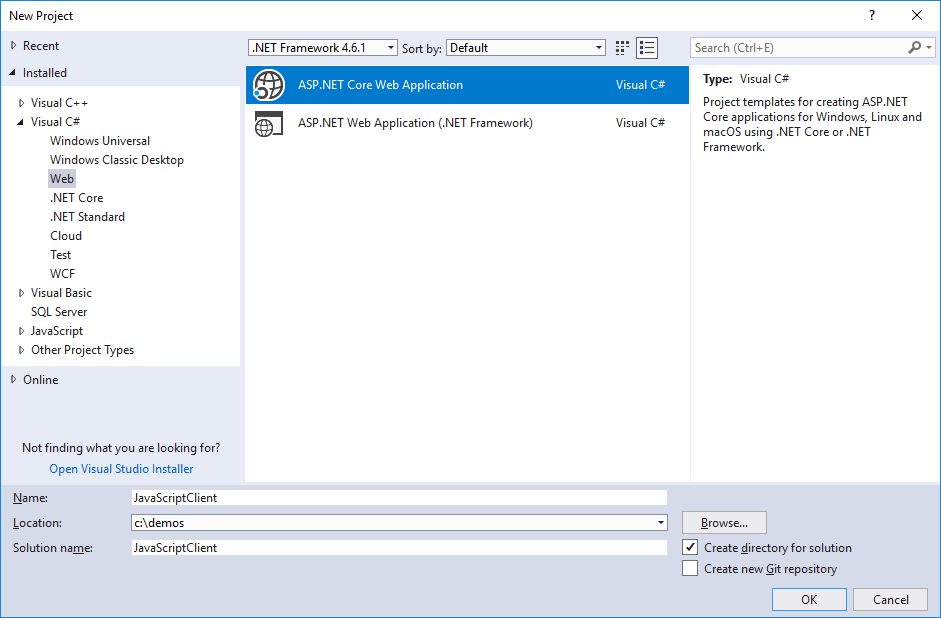 New Project
?
Recent
Installed
Visual C++
Visual C#
Windows Universal
Windows Classic Desktop
Web
.NET Core
.NET Standard
Cloud
Test
WCF
Visual Basic
SQL Server
JavaScript
Other Project Types
Online
Not finding what you are looking for?
Open Visual Studio Installer
.NET Framework 4.6.1
Sort by: Default
ASP.NET Core Web Application Visual C#
ASP.NET Web Application (.NET Framework) Visual C#
Search (Ctrl+E)
Type: Visual C#
Project templates for creating ASP.NET
Core applications for Windows, Linux and
macOS using .NET Core or .NET
Framework.
Name: JavaScriptClient
Location: c:\demos
Solution name: JavaScriptClient
Browse...
Create directory for solution
Create new Git repository
OK
Cancel